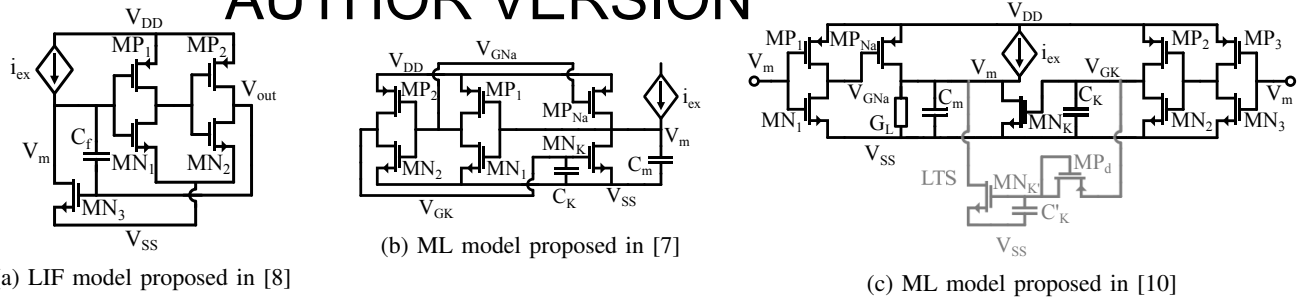 AUTHOR VERSION
V_DD
MP_1
MP_2
i_ex
V_out
C_f
V_m
MN_1
MN_2
MN_3
V_SS
(a) LIF model proposed in [8]
V_GNa
V_DD
MP_2
MP_1
MP_Na
i_ex
V_m
MN_K
C_m
MN_2
MN_1
C_K
V_SS
V_GK
(b) ML model proposed in [7]
V_DD
MP_1
MP_Na
i_ex
MP_2
MP_3
V_m
V_m
V_GK
V_m
V_GNa
C_m
C_K
MN_1
G_L
MN_K
MN_2
MN_3
V_SS
LTS
MN_K'
MP_d
C'_K
V_SS
(c) ML model proposed in [10]